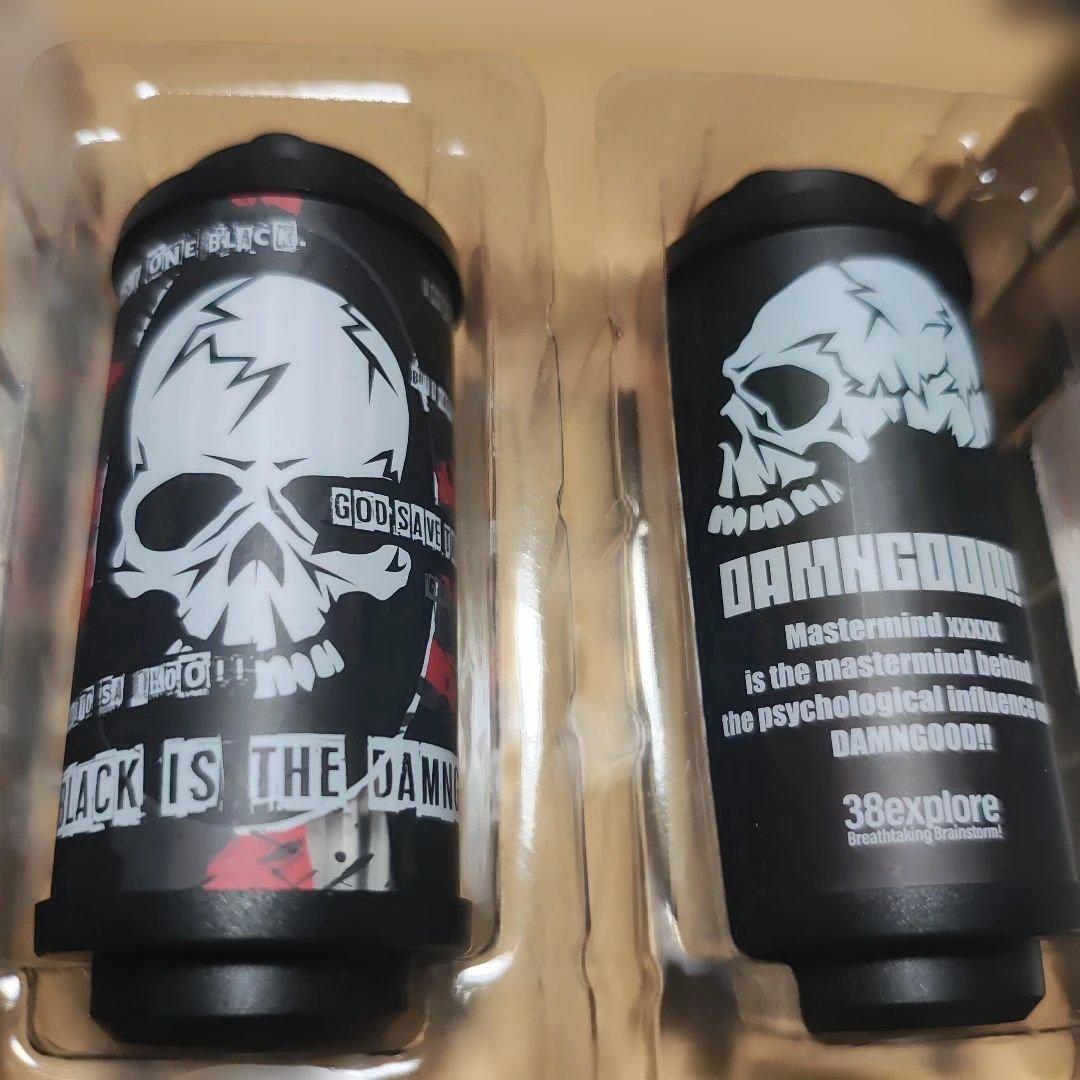 ONE BLACK.
GOD SAVE
BLACK IS THE DAMNG
DAMNGOOD!!
Mastermind xxxxx
is the mastermind behind
the psychological influence
DAMNGOOD!!
38explore
Breathtaking Brainstorm!